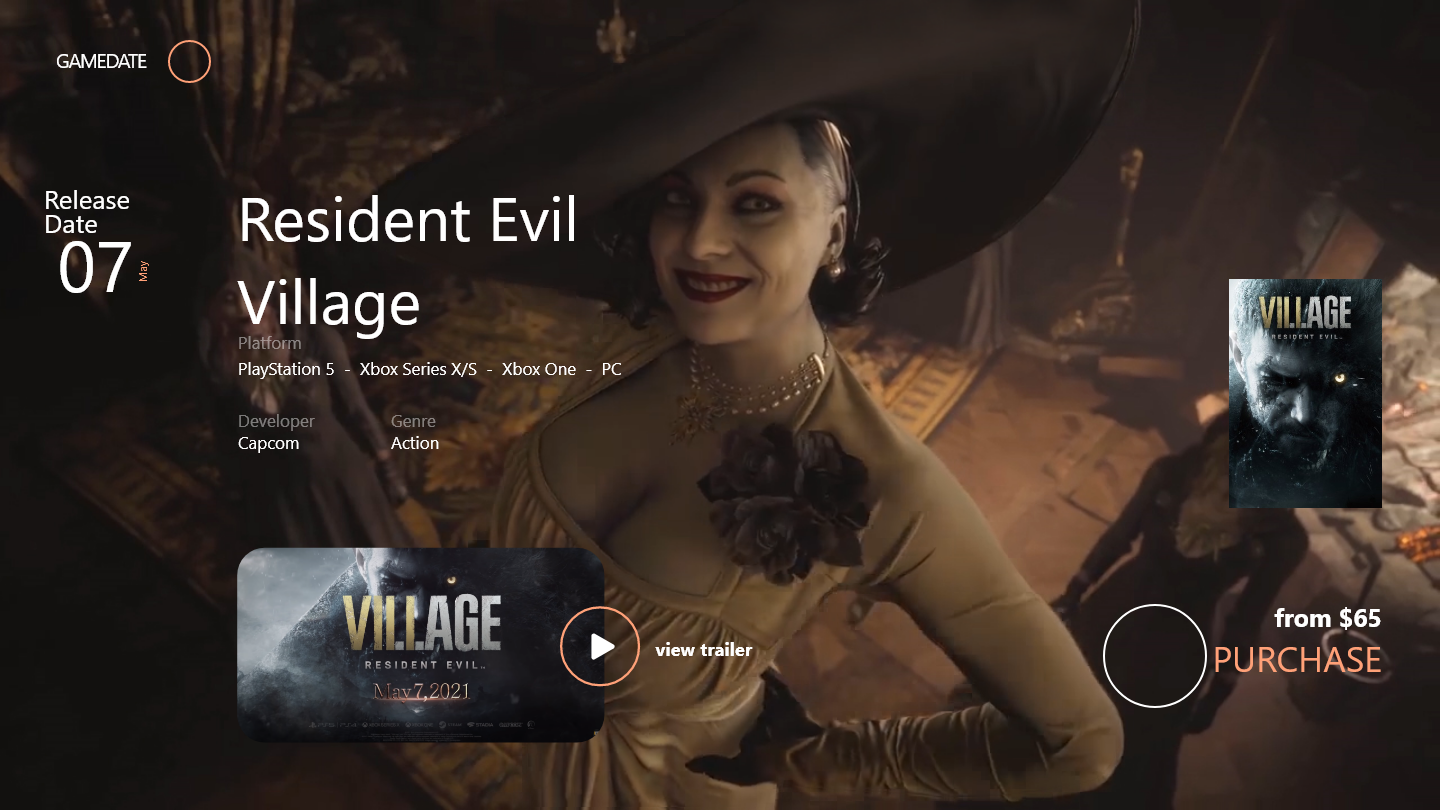 GAMEDATE
Release
Date
07
May
Resident Evil
Village
Platform
PlayStation 5 - Xbox Series X/S - Xbox One - PC
Developer
Genre
Capcom
Action
VILLAGE
RESIDENT EVIL
VILLAGE
RESIDENT EVIL
May 7,2021
view trailer
from $65
PURCHASE